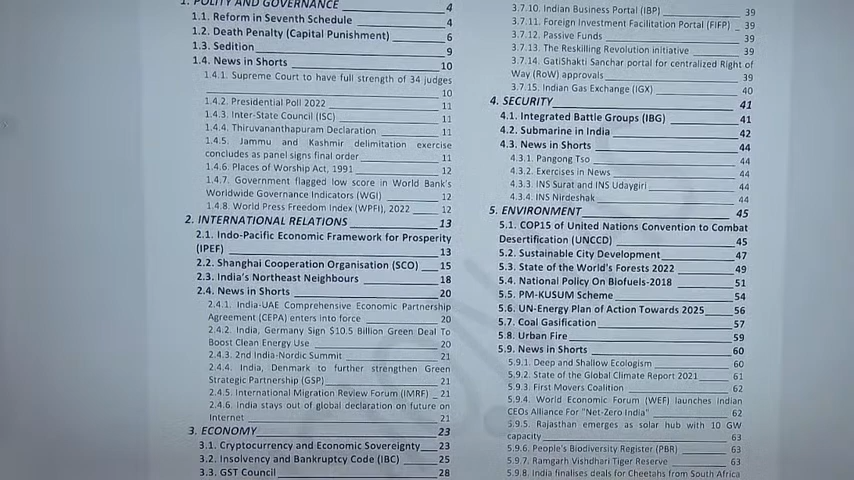 1. POLITY AND GOVERNANCE 4
1.1. Reform in Seventh Schedule 4
1.2. Death Penalty (Capital Punishment) 6
1.3. Sedition 9
1.4. News in Shorts 10
1.4.1. Supreme Court to have full strength of 34 judges
10
1.4.2. Presidential Poll 2022 11
1.4.3. Inter-State Council (ISC) 11
1.4.4. Thiruvananthapuram Declaration 11
1.4.5. Jammu and Kashmir delimitation exercise
concludes as panel signs final order 11
1.4.6. Places of Worship Act, 1991 12
1.4.7. Government flagged low score in World Bank's
Worldwide Governance Indicators (WGI) 12
1.4.8. World Press Freedom Index (WPFI), 2022 12
2. INTERNATIONAL RELATIONS 13
2.1. Indo-Pacific Economic Framework for Prosperity
(IPEF) 13
2.2. Shanghai Cooperation Organisation (SCO) 15
2.3. India's Northeast Neighbours 18
2.4. News in Shorts 20
2.4.1. India-UAE Comprehensive Economic Partnership
Agreement (CEPA) enters into force 20
2.4.2. India, Germany Sign $10.5 Billion Green Deal To
Boost Clean Energy Use 20
2.4.3. 2nd India-Nordic Summit 21
2.4.4. India, Denmark to further strengthen Green
Strategic Partnership (GSP) 21
2.4.5. International Migration Review Forum (IMRF) 21
2.4.6. India stays out of global declaration on future on
Internet 21
3. ECONOMY 23
3.1. Cryptocurrency and Economic Sovereignty 23
3.2. Insolvency and Bankruptcy Code (IBC) 25
3.3. GST Council 28
3.7.10. Indian Business Portal (IBP) 39
3.7.11. Foreign Investment Facilitation Portal (FIFP) 39
3.7.12. Passive Funds 39
3.7.13. The Reskilling Revolution initiative 39
3.7.14. GatiShakti Sanchar portal for centralized Right of
Way (RoW) approvals 39
3.7.15. Indian Gas Exchange (IGX) 40
4. SECURITY 41
4.1. Integrated Battle Groups (IBG) 41
4.2. Submarine in India 42
4.3. News in Shorts 44
4.3.1. Pangong Tso 44
4.3.2. Exercises in News 44
4.3.3. INS Surat and INS Udaygiri 44
4.3.4. INS Nirdeshak 44
5. ENVIRONMENT 45
5.1. COP15 of United Nations Convention to Combat
Desertification (UNCCD) 45
5.2. Sustainable City Development 47
5.3. State of the World's Forests 2022 49
5.4. National Policy On Biofuels-2018 51
5.5. PM-KUSUM Scheme 54
5.6. UN-Energy Plan of Action Towards 2025 56
5.7. Coal Gasification 57
5.8. Urban Fire 59
5.9. News in Shorts 60
5.9.1. Deep and Shallow Ecologism 60
5.9.2. State of the Global Climate Report 2021 61
5.9.3. First Movers Coalition 62
5.9.4. World Economic Forum (WEF) launches Indian
CEOs Alliance For "Net-Zero India" 62
5.9.5. Rajasthan emerges as solar hub with 10 GW
capacity 63
5.9.6. People's Biodiversity Register (PBR) 63
5.9.7. Ramgarh Vishdhari Tiger Reserve 63
5.9.8. India finalises deals for Cheetahs from South Africa